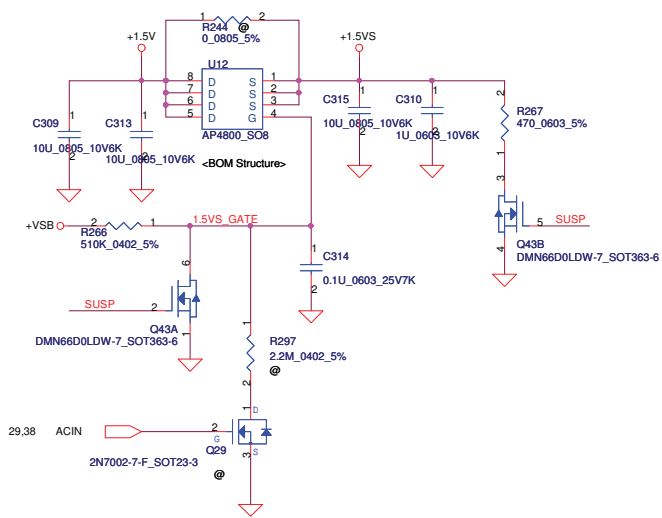 1
2
R244
@
0_0805_5%
+1.5V
+1.5VS
U12
8
D
S
1
7
D
S
2
6
D
S
3
5
D
G
4
AP4800_SO8
<BOM Structure>
C309
1
2
10U_0805_10V6K
C313
1
2
10U_0805_10V6K
C315
1
2
10U_0805_10V6K
C310
1
2
1U_0603_10V6K
2
R267
470_0603_5%
1
3
5
SUSP
4
Q43B
DMN66D0LDW-7_SOT363-6
+VSB
2
1
R266
510K_0402_5%
1.5VS_GATE
1
C314
0.1U_0603_25V7K
2
6
SUSP
2
1
Q43A
DMN66D0LDW-7_SOT363-6
1
R297
2.2M_0402_5%
2
@
29,38
ACIN
2
G
1
D
3
S
Q29
2N7002-7-F_SOT23-3
@